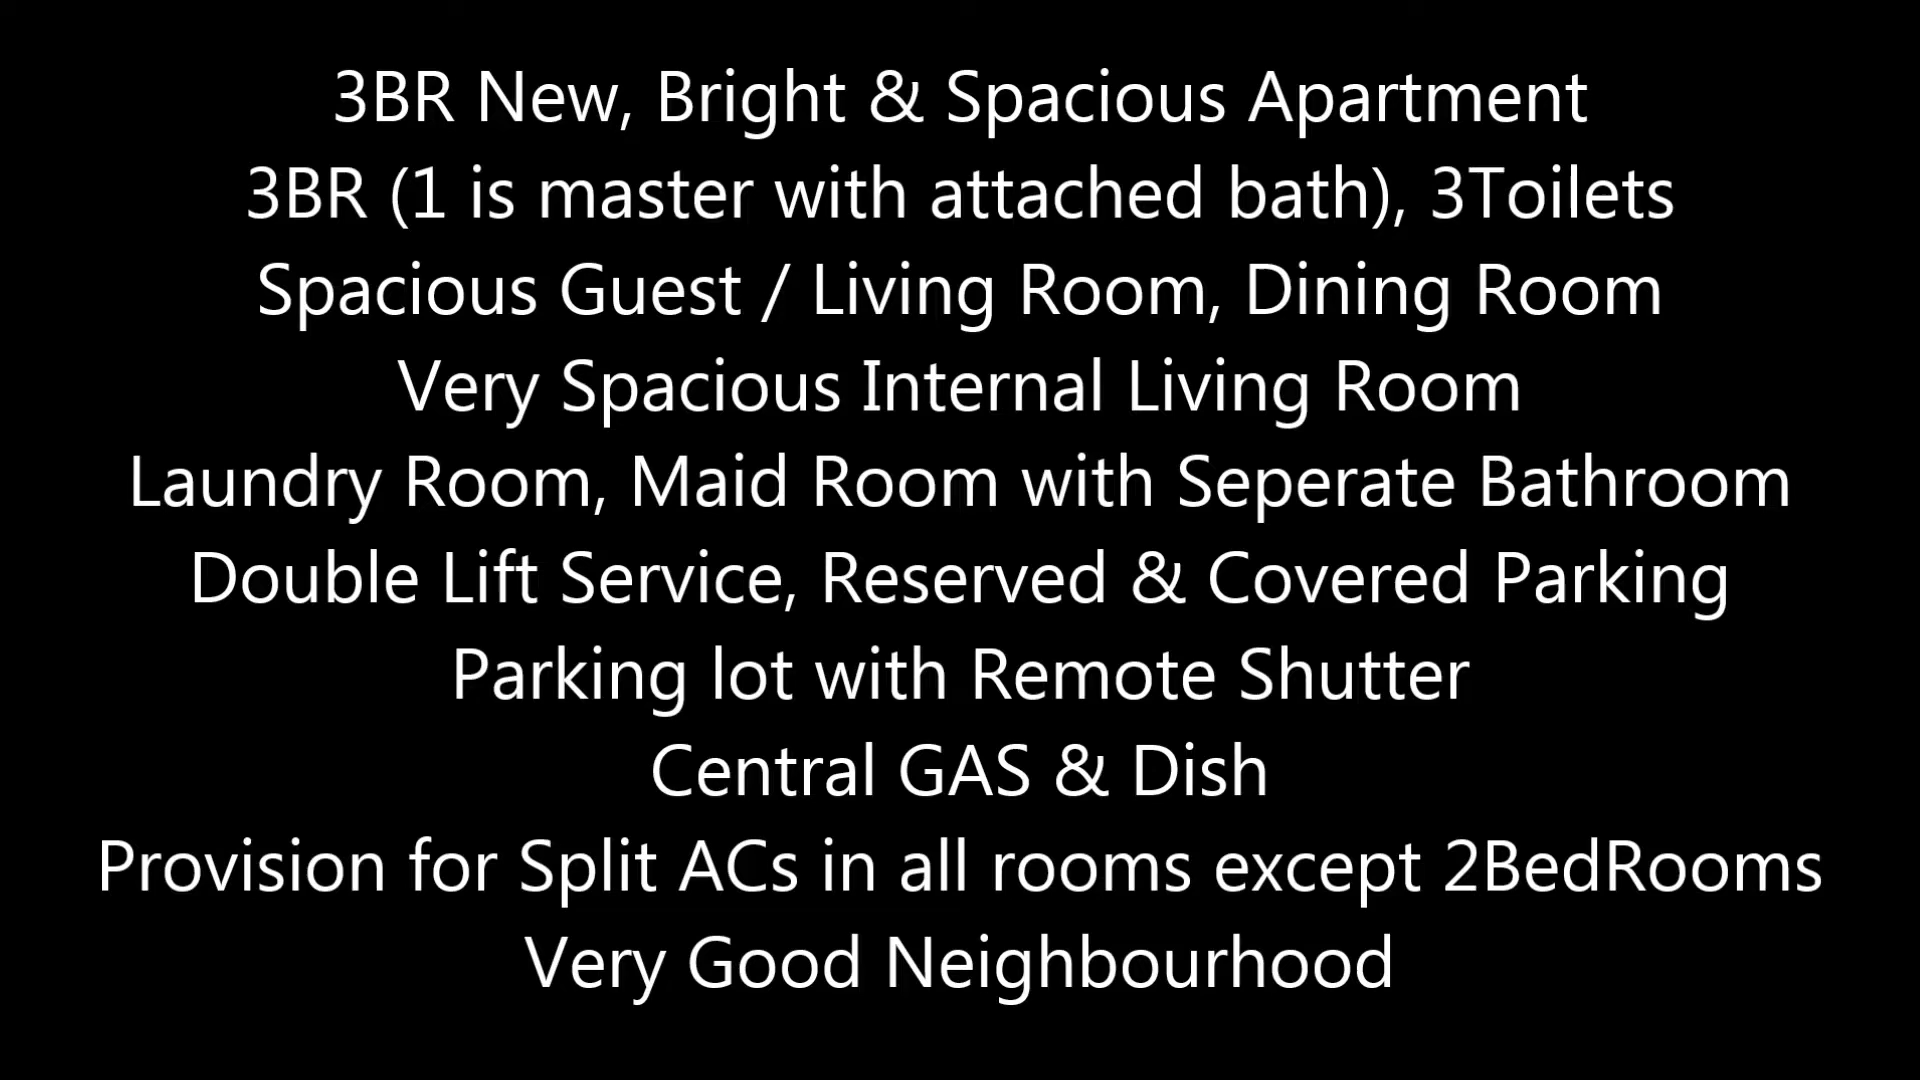 3BR New, Bright & Spacious Apartment
3BR (1 is master with attached bath), 3Toilets
Spacious Guest / Living Room, Dining Room
Very Spacious Internal Living Room
Laundry Room, Maid Room with Seperate Bathroom
Double Lift Service, Reserved & Covered Parking
Parking lot with Remote Shutter
Central GAS & Dish
Provision for Split ACs in all rooms except 2BedRooms
Very Good Neighbourhood